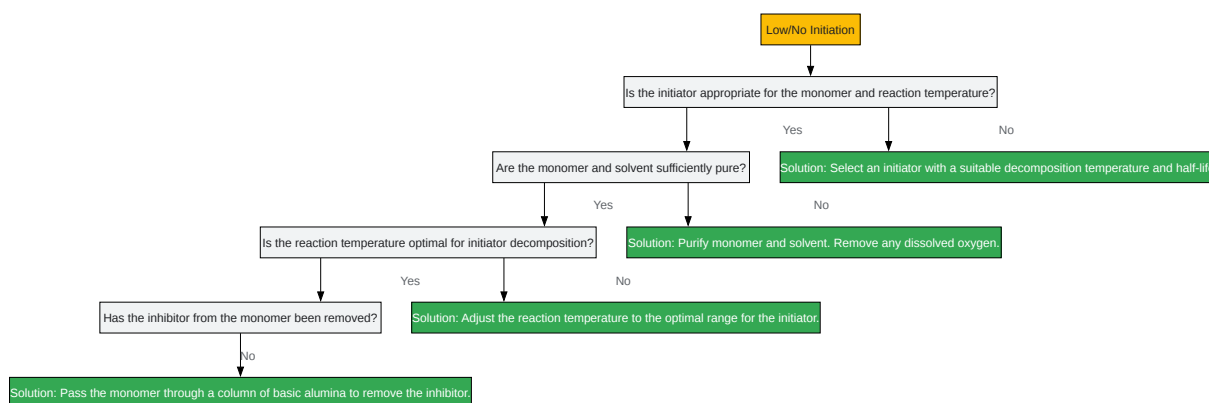 Low/No Initiation
Is the initiator appropriate for the monomer and reaction temperature?
Yes
No
Are the monomer and solvent sufficiently pure?
Solution: Select an initiator with a suitable decomposition temperature and
Yes
No
Is the reaction temperature optimal for initiator decomposition?
Solution: Purify monomer and solvent. Remove any dissolved oxygen.
Yes
No
Has the inhibitor from the monomer been removed?
Solution: Adjust the reaction temperature to the optimal range for the initiator.
No
Solution: Pass the monomer through a column of basic alumina to remove the inhibitor.